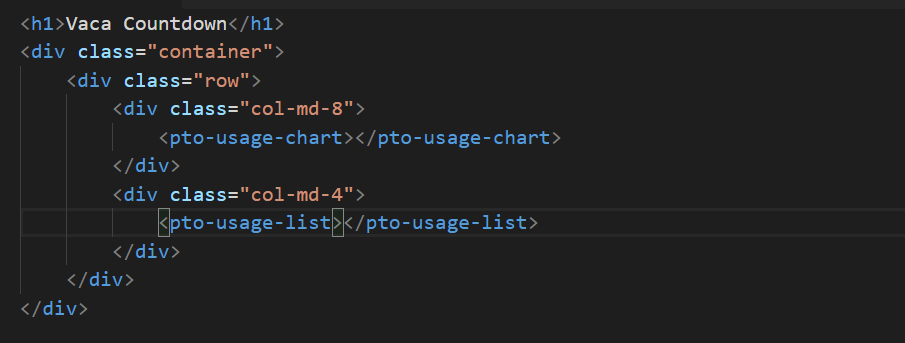 <h1>Vaca Countdown</h1>
<div class="container">
    <div class="row">
        <div class="col-md-8">
            <pto-usage-chart></pto-usage-chart>
        </div>
        <div class="col-md-4">
            <pto-usage-list></pto-usage-list>
        </div>
    </div>
</div>